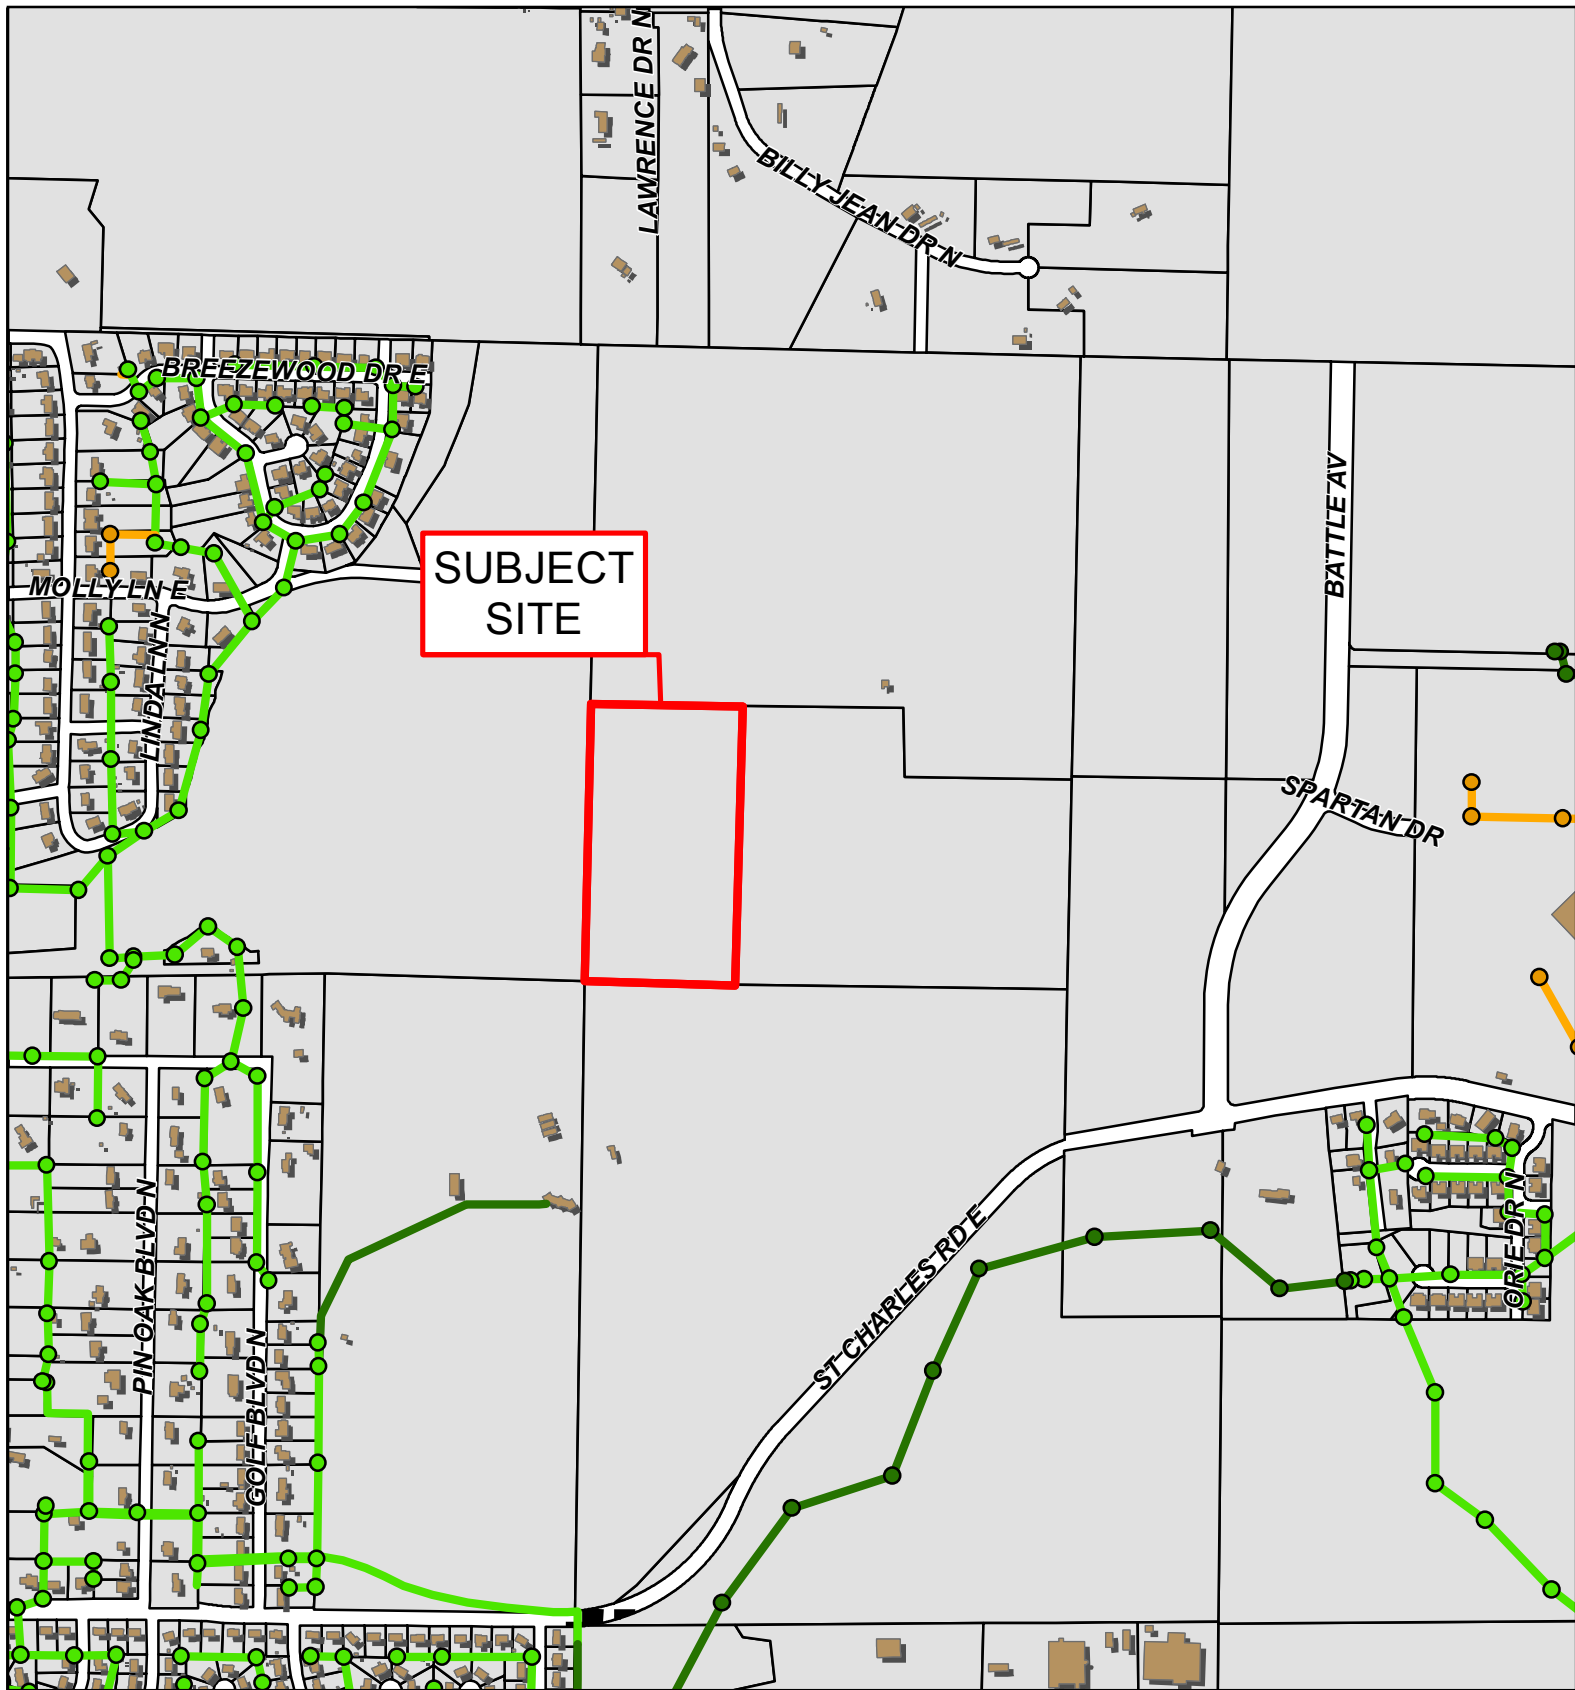 LAWRENCE DR N
BILLY JEAN DR N
BREEZEWOOD DR E
BATTLE AV
SUBJECT
SITE
MOLLY LN E
LINDA LN N
SPARTAN DR
PIN OAK BLVD N
ORIE DR N
ST CHARLES RD E
GOLF BLVD N